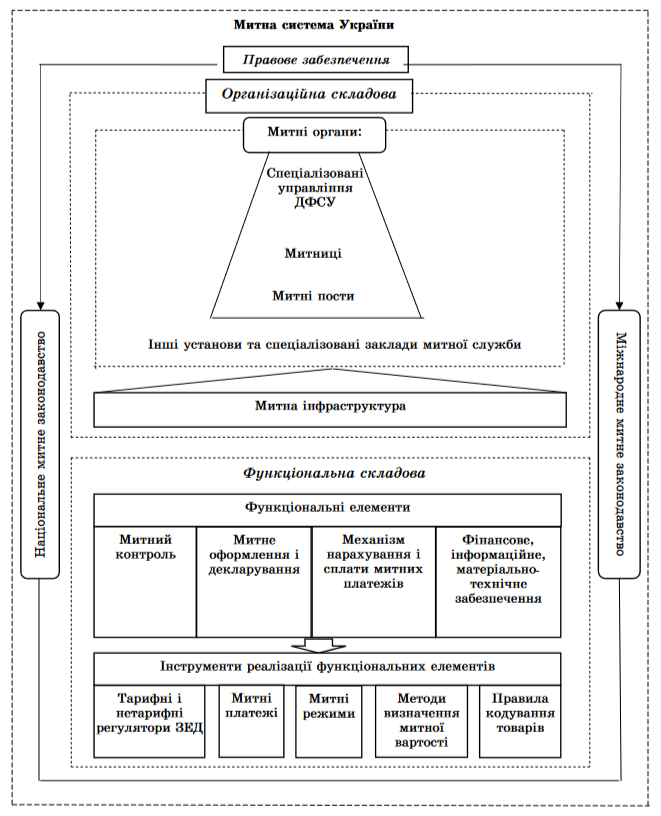 Митна система України
Правове забезпечення
Організаційна складова
Митні органи:
Спеціалізовані
управління
ДФСУ
Митниці
Митні пости
Інші установи та спеціалізовані заклади митної служби
Митна інфраструктура
Національне митне законодавство
Міжнародне митне законодавство
Функціональна складова
Функціональні елементи
Митний
контроль
Митне
оформлення і
декларування
Механізм
нарахування і
сплати митних
платежів
Фінансове,
інформаційне,
матеріально-
технічне
забезпечення
Інструменти реалізації функціональних елементів
Тарифні і
нетарифні
регулятори ЗЕД
Митні
платежі
Митні
режими
Методи
визначення
митної
вартості
Правила
кодування
товарів